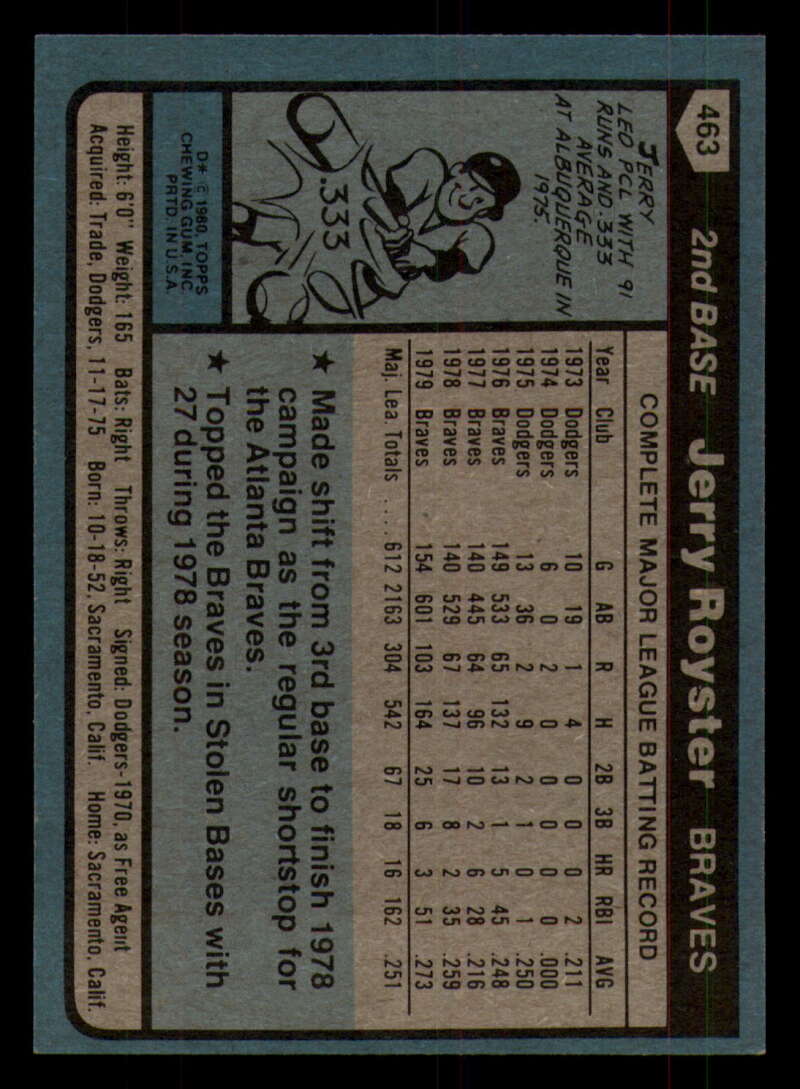 463
2nd BASE Jerry Royster BRAVES
JERRY
LED PCL WITH 91
RUNS AND .333
AVERAGE
AT ALBUQUERQUE IN
1975.
.333
D* © 1980, TOPPS
CHEWING GUM, INC.
PRTD. IN U.S.A.
COMPLETE MAJOR LEAGUE BATTING RECORD
Year Club G AB R H 2B 3B HR RBI AVG
1973 Dodgers 10 19 1 4 0 0 0 2 .211
1974 Dodgers 6 0 2 0 0 0 0 0 .000
1975 Dodgers 13 36 2 9 2 1 0 1 .250
1976 Braves 149 533 65 132 13 1 5 45 .248
1977 Braves 140 445 64 96 10 2 6 28 .216
1978 Braves 140 529 67 137 17 8 2 35 .259
1979 Braves 154 601 103 164 25 6 3 51 .273
Maj. Lea. Totals .... 612 2163 304 542 67 18 16 162 .251
★ Made shift from 3rd base to finish 1978
campaign as the regular shortstop for
the Atlanta Braves.
★ Topped the Braves in Stolen Bases with
27 during 1978 season.
Height: 6'0" Weight: 165 Bats: Right Throws: Right Signed: Dodgers-1970, as Free Agent
Acquired: Trade, Dodgers, 11-17-75 Born: 10-18-52, Sacramento, Calif. Home: Sacramento, Calif.